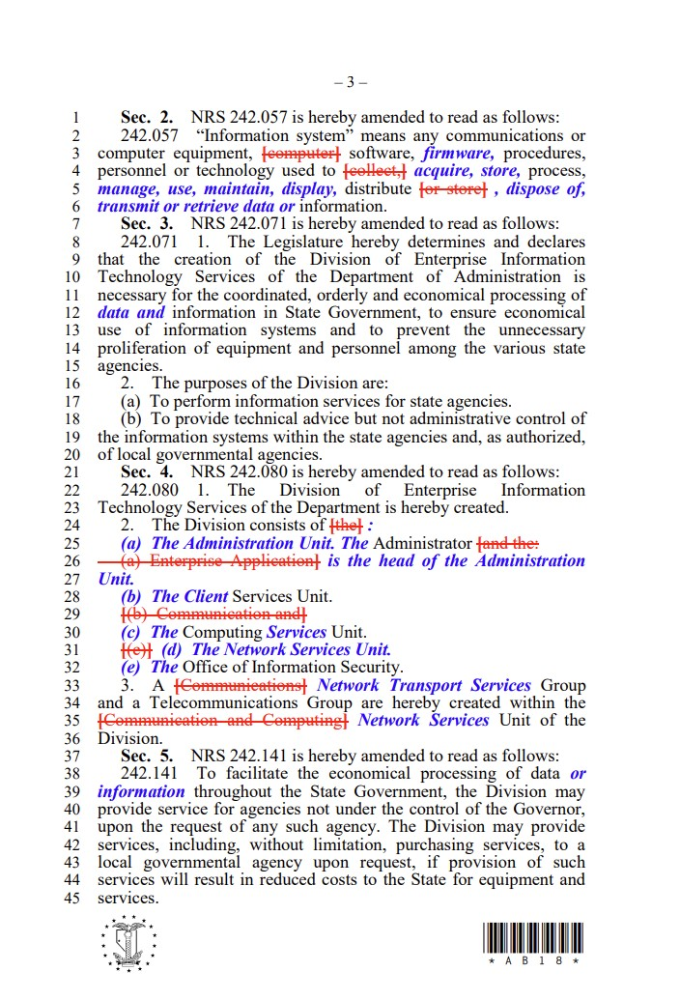 – 3 –
1 Sec. 2. NRS 242.057 is hereby amended to read as follows:
2 242.057 “Information system” means any communications or
3 computer equipment, [computer] software, firmware, procedures,
4 personnel or technology used to [collect,] acquire, store, process,
5 manage, use, maintain, display, distribute [or store] , dispose of,
6 transmit or retrieve data or information.
7 Sec. 3. NRS 242.071 is hereby amended to read as follows:
8 242.071 1. The Legislature hereby determines and declares
9 that the creation of the Division of Enterprise Information
10 Technology Services of the Department of Administration is
11 necessary for the coordinated, orderly and economical processing of
12 data and information in State Government, to ensure economical
13 use of information systems and to prevent the unnecessary
14 proliferation of equipment and personnel among the various state
15 agencies.
16 2. The purposes of the Division are:
17 (a) To perform information services for state agencies.
18 (b) To provide technical advice but not administrative control of
19 the information systems within the state agencies and, as authorized,
20 of local governmental agencies.
21 Sec. 4. NRS 242.080 is hereby amended to read as follows:
22 242.080 1. The Division of Enterprise Information
23 Technology Services of the Department is hereby created.
24 2. The Division consists of [the] :
25 (a) The Administration Unit. The Administrator [and the:
26 (a) Enterprise Application] is the head of the Administration
27 Unit.
28 (b) The Client Services Unit.
29 [(b) Communication and]
30 (c) The Computing Services Unit.
31 [(c)] (d) The Network Services Unit.
32 (e) The Office of Information Security.
33 3. A [Communications] Network Transport Services Group
34 and a Telecommunications Group are hereby created within the
35 [Communication and Computing] Network Services Unit of the
36 Division.
37 Sec. 5. NRS 242.141 is hereby amended to read as follows:
38 242.141 To facilitate the economical processing of data or
39 information throughout the State Government, the Division may
40 provide service for agencies not under the control of the Governor,
41 upon the request of any such agency. The Division may provide
42 services, including, without limitation, purchasing services, to a
43 local governmental agency upon request, if provision of such
44 services will result in reduced costs to the State for equipment and
45 services.
* A B 1 8 *